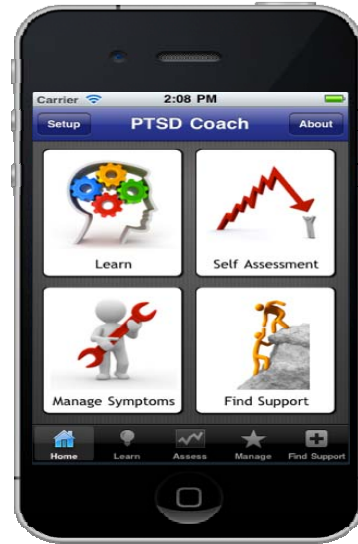 Carrier 2:08 PM
Setup PTSD Coach About
Learn Self Assessment
Manage Symptoms Find Support
Home Learn Assess Manage Find Support